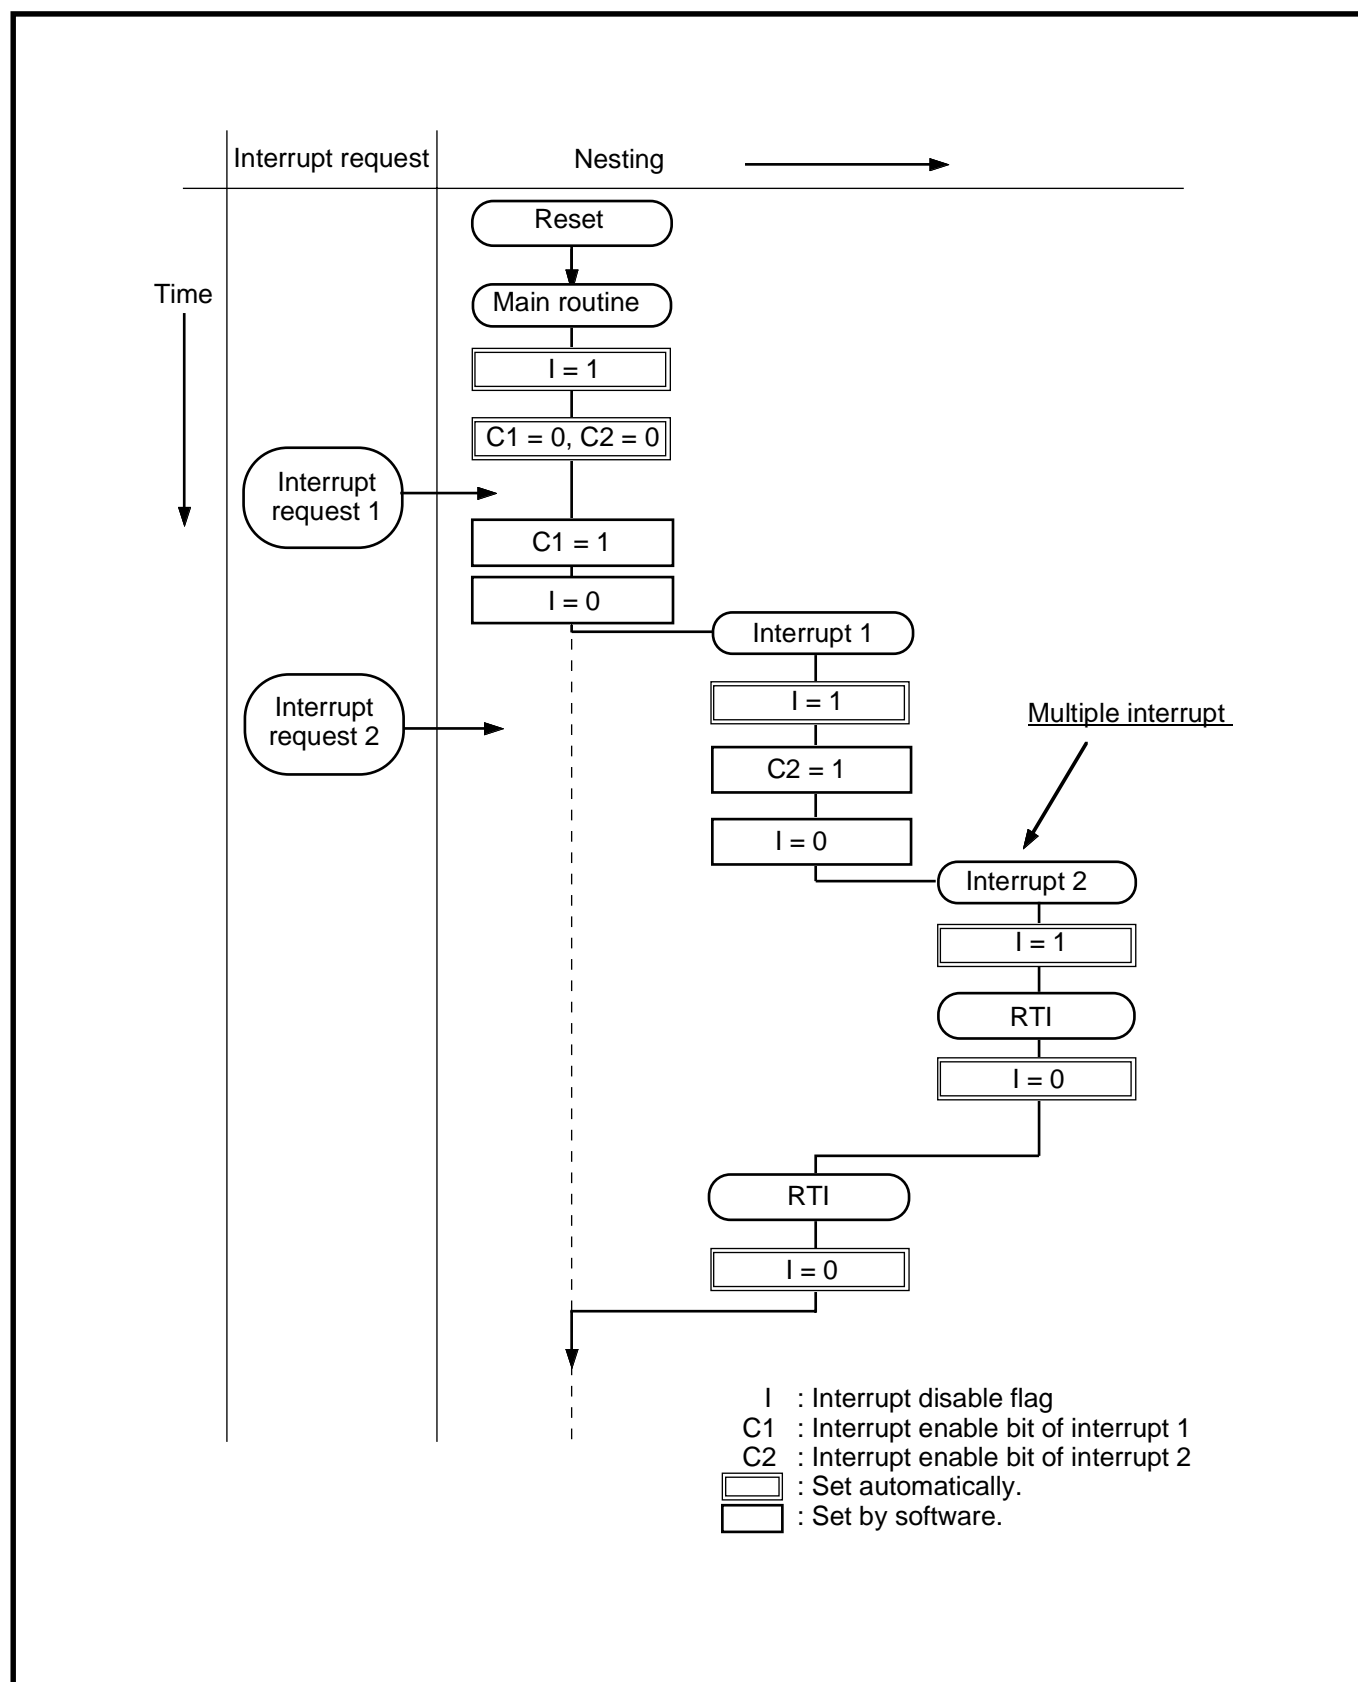 Interrupt request
Nesting
Reset
Time
Main routine
I = 1
C1 = 0, C2 = 0
Interrupt
request 1
C1 = 1
I = 0
Interrupt 1
Interrupt
request 2
I = 1
Multiple interrupt
C2 = 1
I = 0
Interrupt 2
I = 1
RTI
I = 0
RTI
I = 0
I : Interrupt disable flag
C1 : Interrupt enable bit of interrupt 1
C2 : Interrupt enable bit of interrupt 2
: Set automatically.
: Set by software.